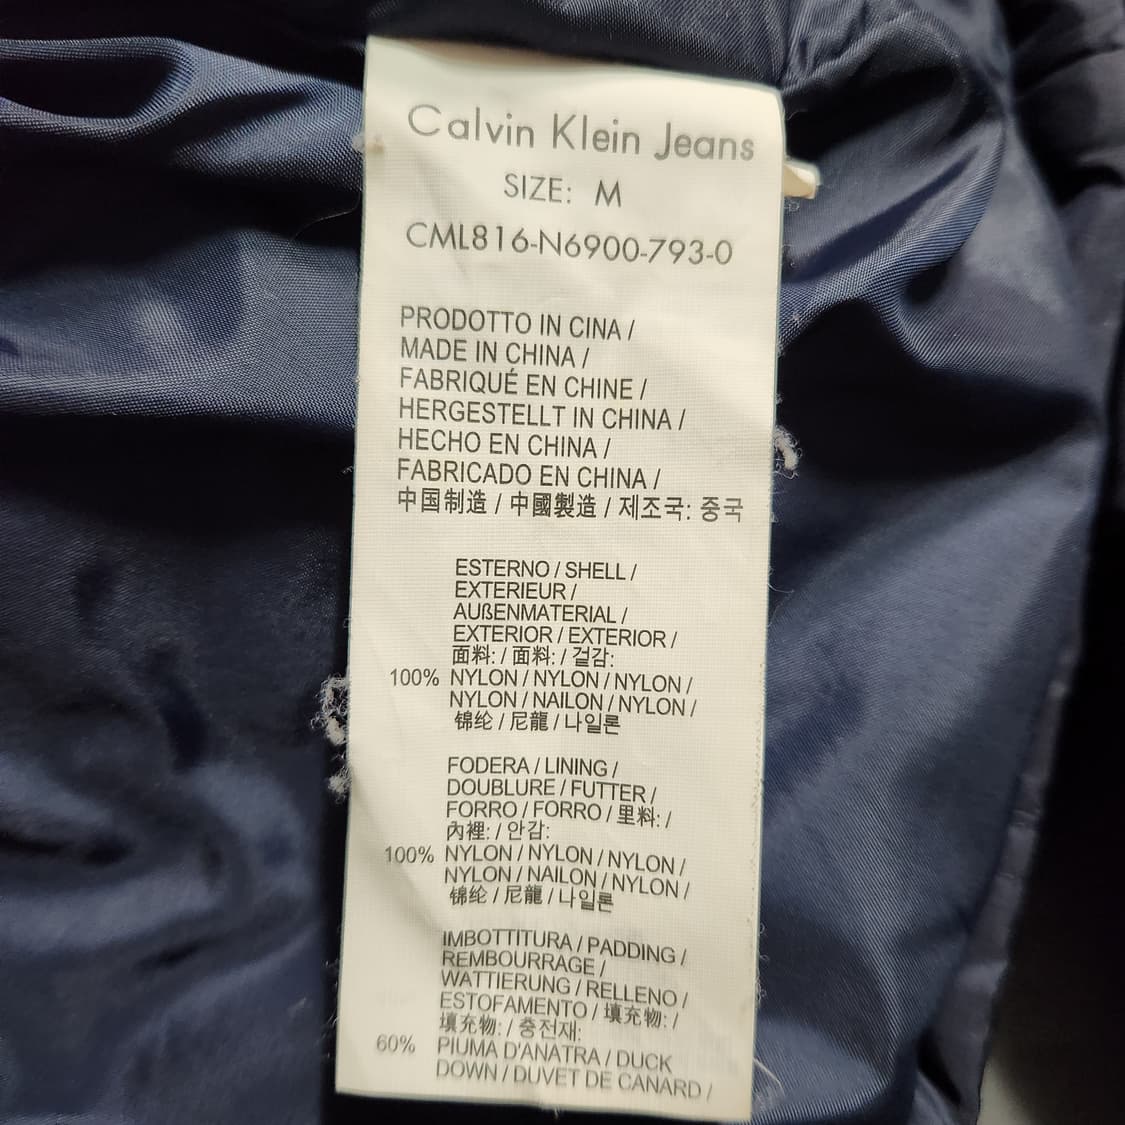 Calvin Klein Jeans
SIZE: M
CML816-N6900-793-0
PRODOTTO IN CINA /
MADE IN CHINA /
FABRIQUÉ EN CHINE /
HERGESTELLT IN CHINA /
HECHO EN CHINA /
FABRICADO EN CHINA /
中国制造 / 中國製造 / 제조국: 중국
ESTERNO / SHELL /
EXTERIEUR /
AUßENMATERIAL /
EXTERIOR / EXTERIOR /
面料: / 面料: / 겉감:
100% NYLON / NYLON / NYLON /
NYLON / NAILON / NYLON /
锦纶 / 尼龍 / 나일론
FODERA / LINING /
DOUBLURE / FUTTER /
FORRO / FORRO / 里料: /
內裡: / 안감:
100% NYLON / NYLON / NYLON /
NYLON / NAILON / NYLON /
锦纶 / 尼龍 / 나일론
IMBOTTITURA / PADDING /
REMBOURRAGE /
WATTIERUNG / RELLENO /
ESTOFAMENTO / 填充物: /
填充物: / 충전재:
60% PIUMA D'ANATRA / DUCK
DOWN / DUVET DE CANARD /